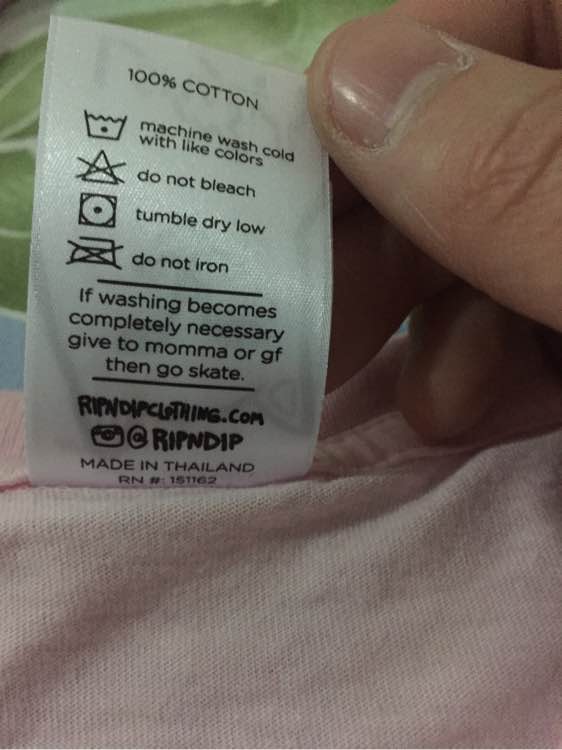 100% COTTON
machine wash cold
with like colors
do not bleach
tumble dry low
do not iron
If washing becomes
completely necessary
give to momma or gf
then go skate.
RIPNDIPCLOTHING.COM
@RIPNDIP
MADE IN THAILAND
RN #: 151162